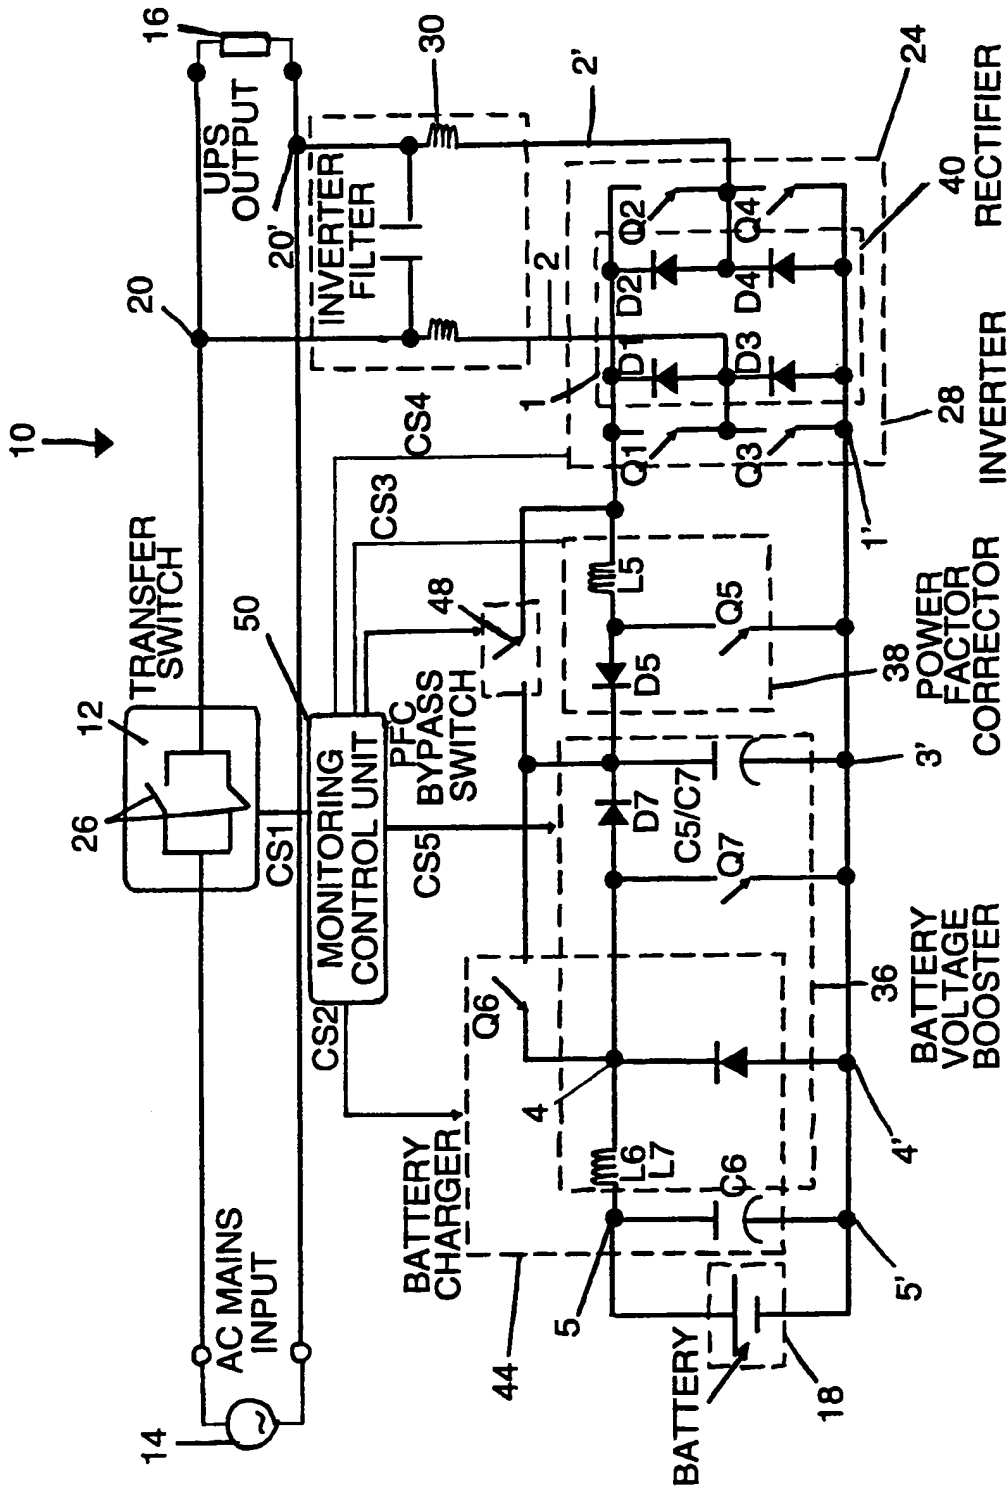 10
14
AC MAINS
INPUT
26
12
TRANSFER
SWITCH
20
20'
UPS
OUTPUT
16
50
MONITORING
CONTROL UNIT
CS1
CS2
CS3
CS4
CS5
PFC
BYPASS
SWITCH
48
INVERTER
FILTER
30
2
2'
BATTERY
CHARGER
44
Q6
4
5
L6
L7
C6
D7
C5/C7
Q7
D5
L5
Q5
1
Q1
D1
D2
Q2
Q3
D3
D4
Q4
24
40
BATTERY
18
5'
4'
36
3'
38
1'
28
BATTERY
VOLTAGE
BOOSTER
POWER
FACTOR
CORRECTOR
INVERTER
RECTIFIER